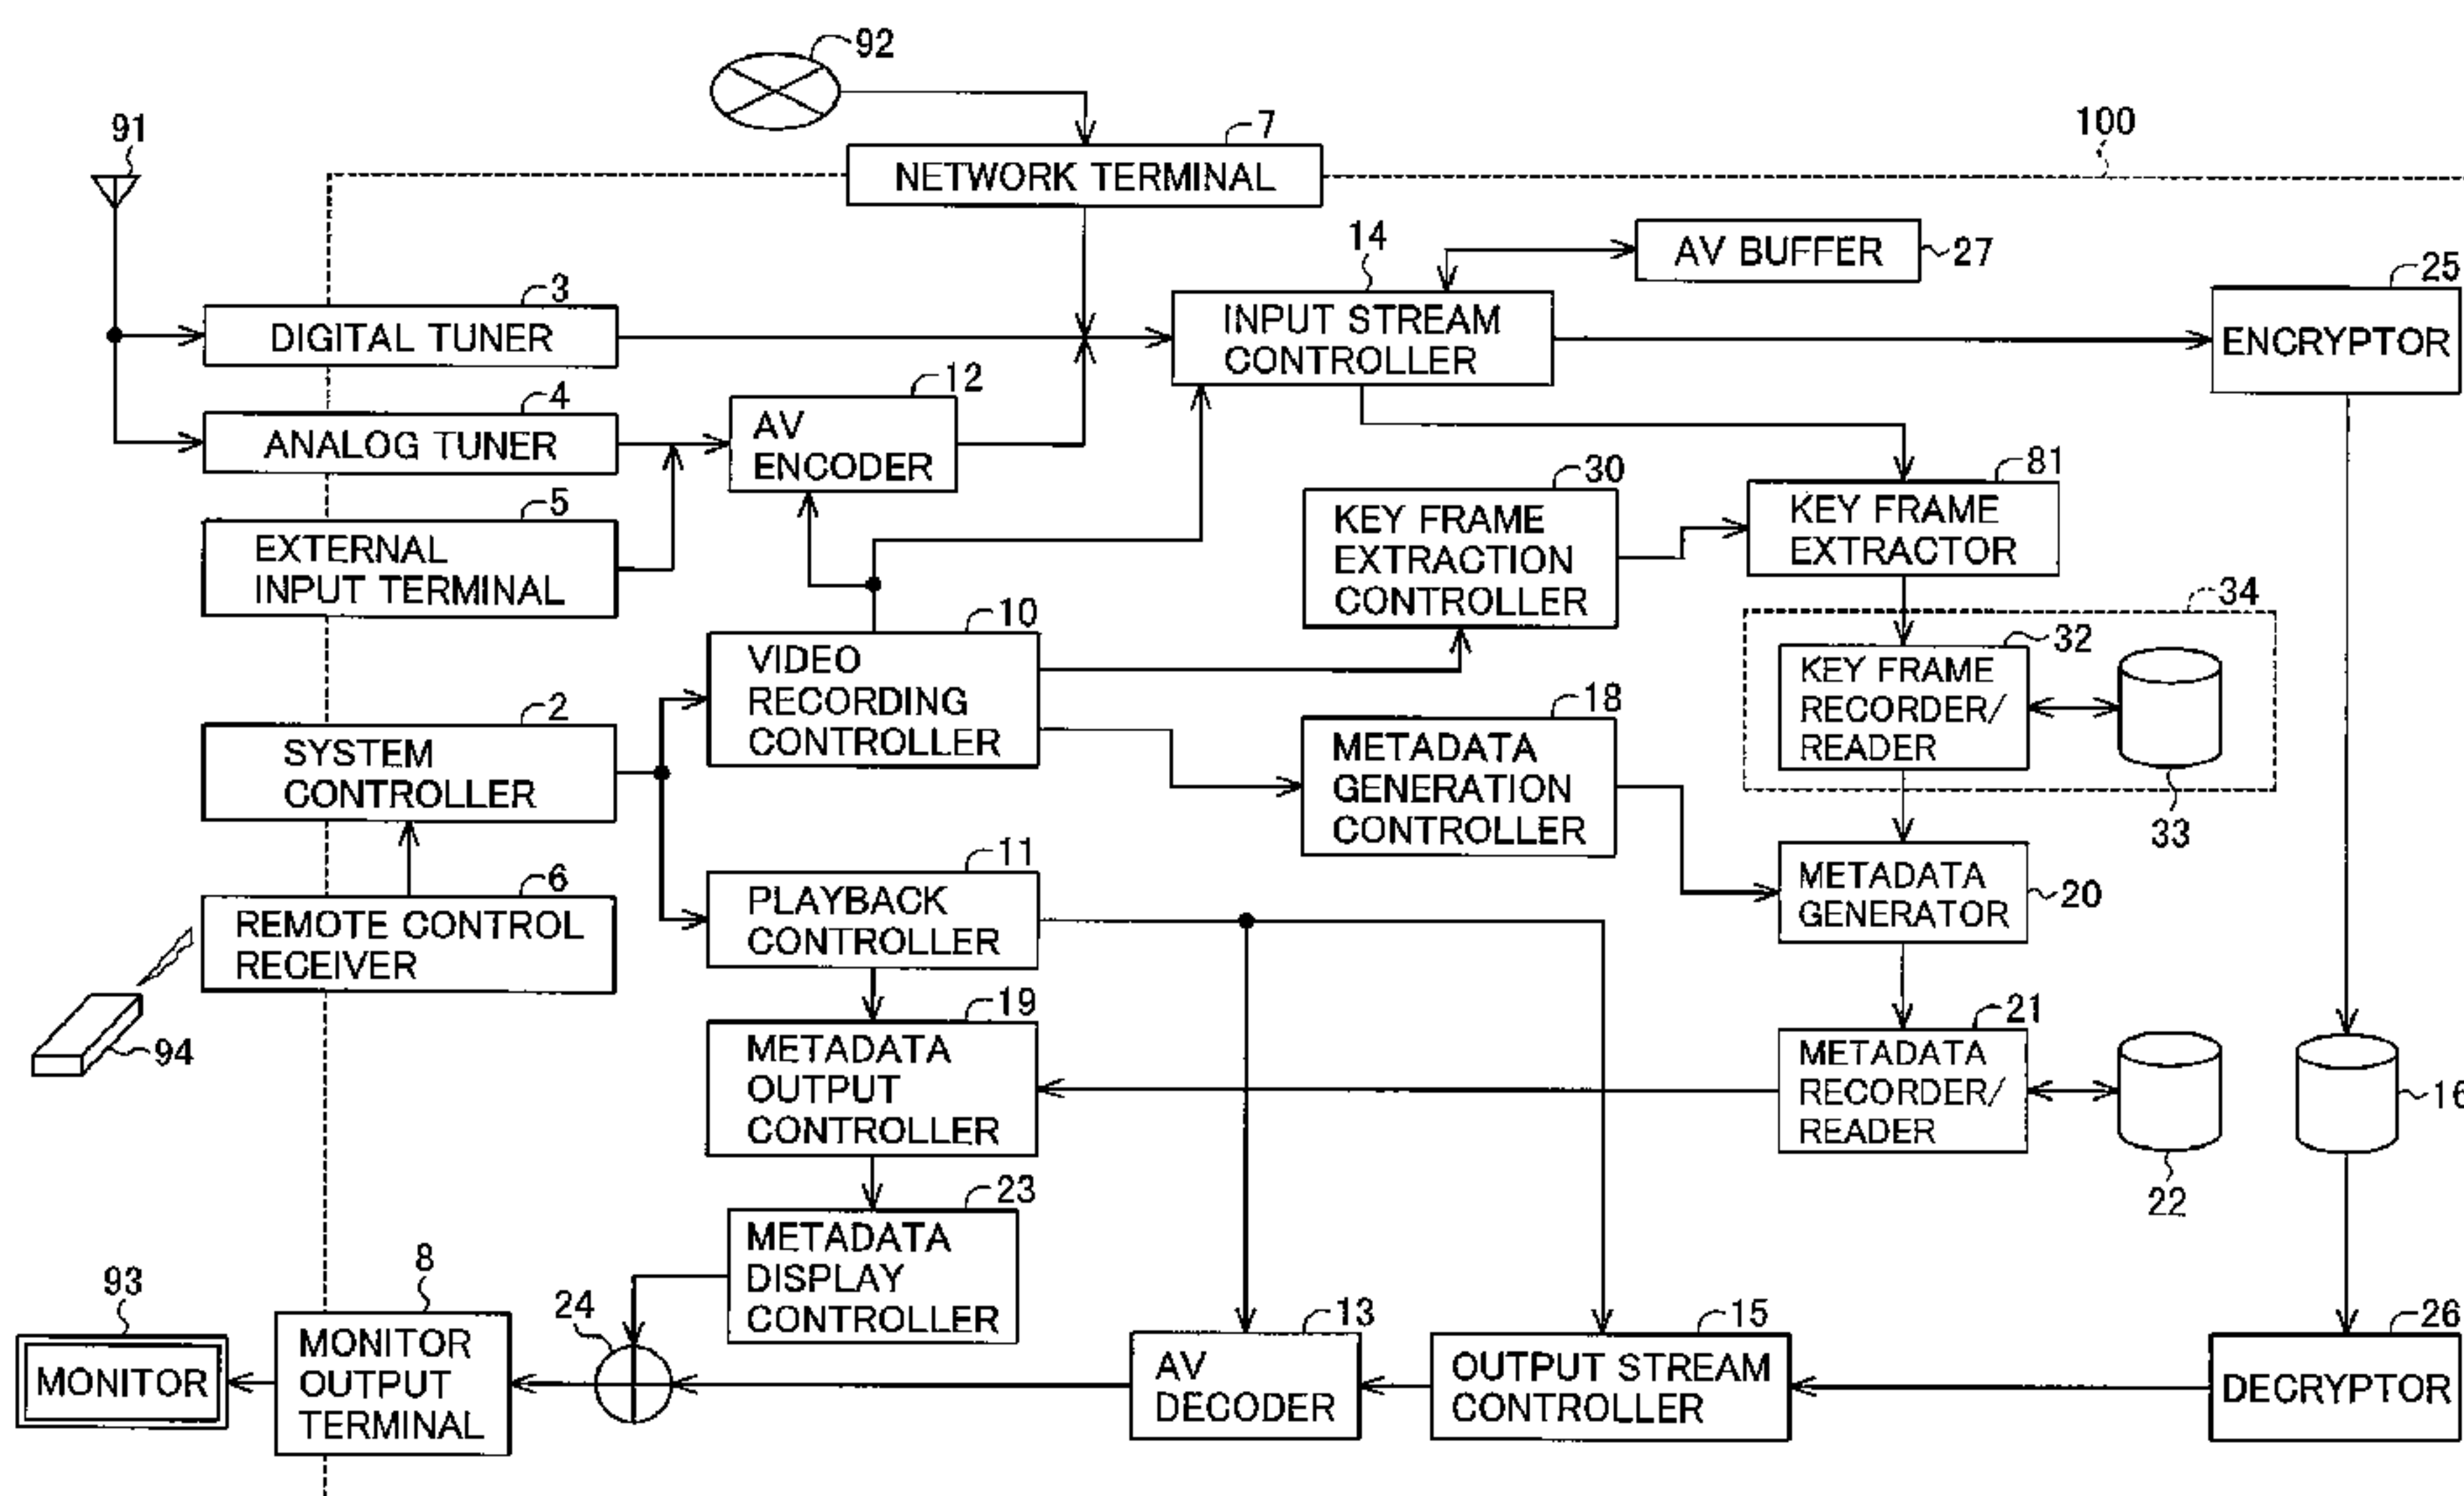 92
91
7
100
NETWORK TERMINAL
14
AV BUFFER
27
25
3
DIGITAL TUNER
INPUT STREAM
CONTROLLER
ENCRYPTOR
4
12
ANALOG TUNER
AV
ENCODER
30
81
5
KEY FRAME
EXTRACTION
CONTROLLER
KEY FRAME
EXTRACTOR
EXTERNAL
INPUT TERMINAL
34
10
32
VIDEO
RECORDING
CONTROLLER
KEY FRAME
RECORDER/
READER
2
18
SYSTEM
CONTROLLER
METADATA
GENERATION
CONTROLLER
33
11
6
PLAYBACK
CONTROLLER
METADATA
GENERATOR
20
REMOTE CONTROL
RECEIVER
19
21
94
METADATA
OUTPUT
CONTROLLER
METADATA
RECORDER/
READER
16
22
23
METADATA
DISPLAY
CONTROLLER
8
93
24
13
15
26
MONITOR
MONITOR
OUTPUT
TERMINAL
AV
DECODER
OUTPUT STREAM
CONTROLLER
DECRYPTOR